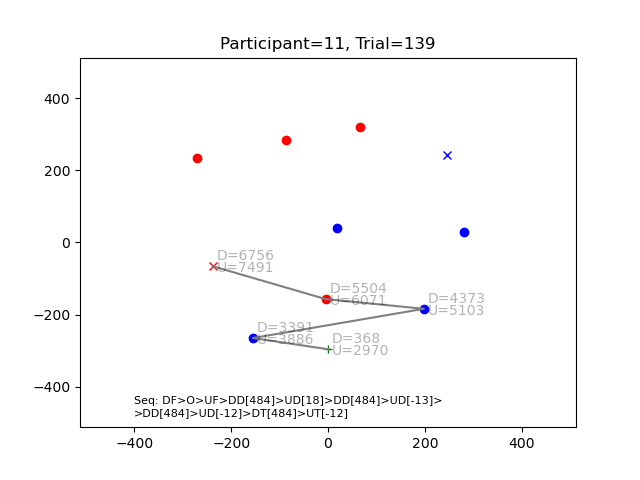 Participant=11, Trial=139
400
200
0
−200
−400
D=6756
U=7491
D=5504
U=6071
D=4373
U=5103
D=3391
U=3886
D=368
U=2970
Seq: DF>O>UF>DD[484]>UD[18]>DD[484]>UD[-13]>
>DD[484]>UD[-12]>DT[484]>UT[-12]
−400
−200
0
200
400